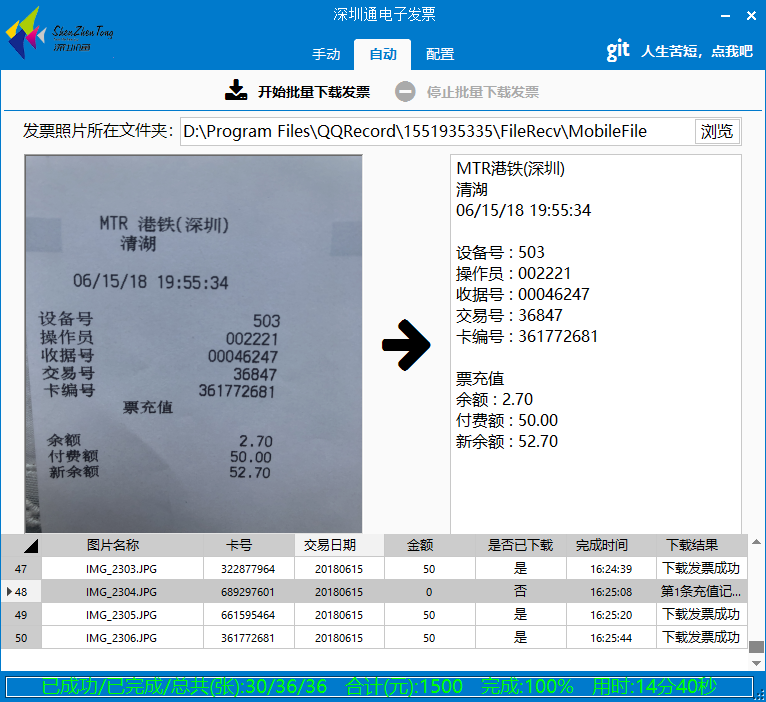 深圳通电子发票
ShenZhenTong
深圳通
手动 自动 配置
git 人生苦短，点我吧
开始批量下载发票 停止批量下载发票
发票照片所在文件夹: D:\Program Files\QQRecord\1551935335\FileRecv\MobileFile 浏览
MTR 港铁(深圳)
清湖
06/15/18 19:55:34
设备号 503
操作员 002221
收据号 00046247
交易号 36847
卡编号 361772681
票充值
余额 2.70
付费额 50.00
新余额 52.70
MTR港铁(深圳)
清湖
06/15/18 19:55:34
设备号 : 503
操作员 : 002221
收据号 : 00046247
交易号 : 36847
卡编号 : 361772681
票充值
余额 : 2.70
付费额 : 50.00
新余额 : 52.70
图片名称 卡号 交易日期 金额 是否已下载 完成时间 下载结果
47 IMG_2303.JPG 322877964 20180615 50 是 16:24:39 下载发票成功
48 IMG_2304.JPG 689297601 20180615 0 否 16:25:08 第1条充值记...
49 IMG_2305.JPG 661595464 20180615 50 是 16:25:20 下载发票成功
50 IMG_2306.JPG 361772681 20180615 50 是 16:25:44 下载发票成功
已成功/已完成/总共(张):30/36/36 合计(元):1500 完成:100% 用时:14分40秒